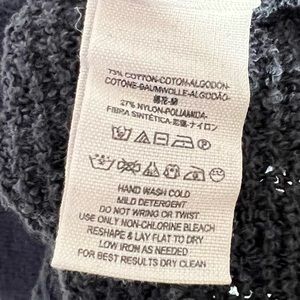 73% COTTON-COTON-ALGODÓN-
COTONE-BAUMWOLLE-ALGODÃO-
27% NYLON-POLIAMIDA-
FIBRA SINTÉTICA-尼龍-ナイロン
HAND WASH COLD
MILD DETERGENT
DO NOT WRING OR TWIST
USE ONLY NON-CHLORINE BLEACH
RESHAPE & LAY FLAT TO DRY
LOW IRON AS NEEDED
FOR BEST RESULTS DRY CLEAN